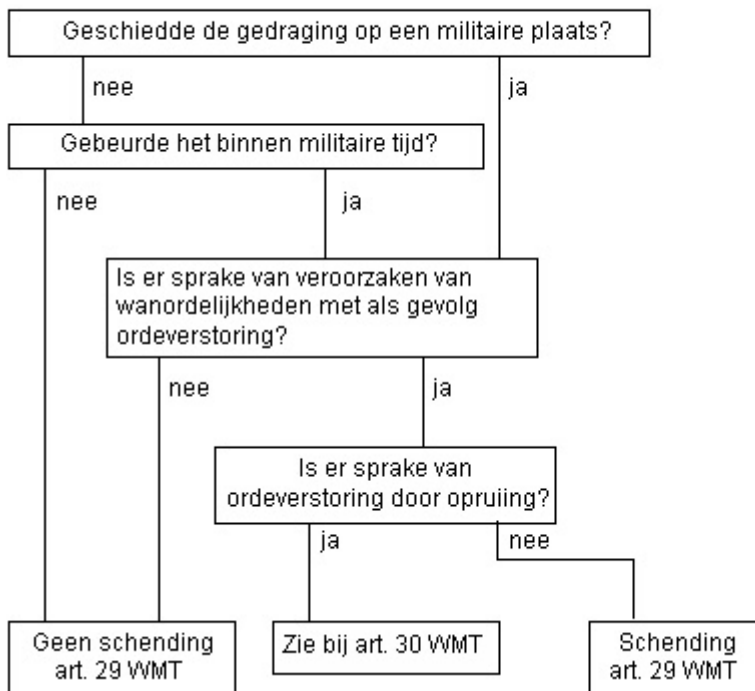 Geschiedde de gedraging op een militaire plaats?
nee
ja
Gebeurde het binnen militaire tijd?
nee
ja
Is er sprake van veroorzaken van
wanordelijkheden met als gevolg
ordeverstoring?
nee
ja
Is er sprake van
ordeverstoring door opruiing?
ja
nee
Geen schending
art. 29 WMT
Zie bij art. 30 WMT
Schending
art. 29 WMT